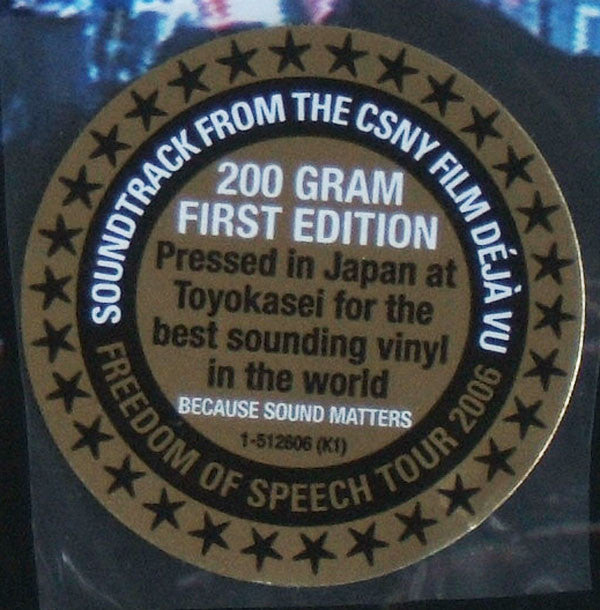 SOUNDTRACK FROM THE CSNY FILM DÉJÀ VU
200 GRAM
FIRST EDITION
Pressed in Japan at
Toyokasei for the
best sounding vinyl
in the world
BECAUSE SOUND MATTERS
1-512606 (K1)
FREEDOM OF SPEECH TOUR 2006